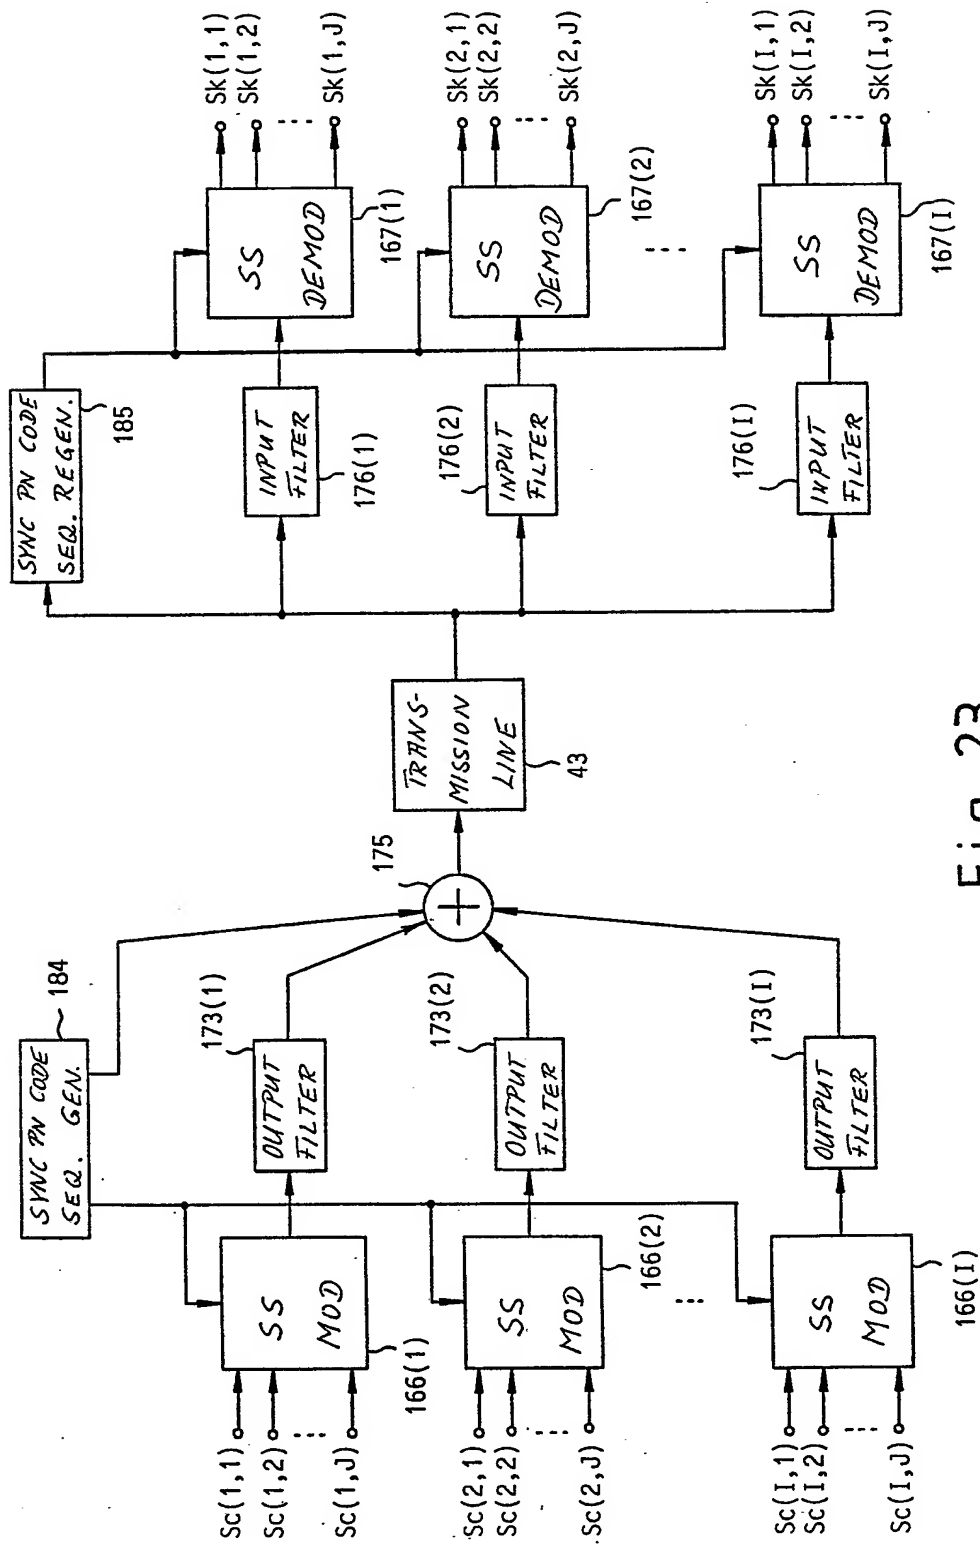 SYNC PN CODE
SEQ. GEN.
184
Sc(1,1)
Sc(1,2)
Sc(1,J)
SS
MOD
166(1)
OUTPUT
FILTER
173(1)
Sc(2,1)
Sc(2,2)
Sc(2,J)
SS
MOD
166(2)
OUTPUT
FILTER
173(2)
Sc(I,1)
Sc(I,2)
Sc(I,J)
SS
MOD
166(I)
OUTPUT
FILTER
173(I)
175
+
TRANS-
MISSION
LINE
43
SYNC PN CODE
SEQ. REGEN.
185
INPUT
FILTER
176(1)
SS
DEMOD
167(1)
Sk(1,1)
Sk(1,2)
Sk(1,J)
INPUT
FILTER
176(2)
SS
DEMOD
167(2)
Sk(2,1)
Sk(2,2)
Sk(2,J)
INPUT
FILTER
176(I)
SS
DEMOD
167(I)
Sk(I,1)
Sk(I,2)
Sk(I,J)
Fig. 23